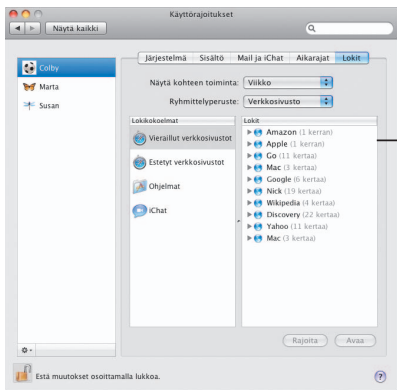 Käyttörajoitukset
Näytä kaikki
Järjestelmä Sisältö Mail ja iChat Aikarajat Lokit
Colby
Marta
Susan
Näytä kohteen toiminta: Viikko
Ryhmittelyperuste: Verkkosivusto
Lokikokoelmat
Vieraillut verkkosivustot
Estetyt verkkosivustot
Ohjelmat
iChat
Lokit
Amazon (1 kerran)
Apple (1 kerran)
Go (11 kertaa)
Mac (3 kertaa)
Google (6 kertaa)
Nick (19 kertaa)
Wikipedia (4 kertaa)
Discovery (22 kertaa)
Yahoo (11 kertaa)
Mac (3 kertaa)
Rajoita Avaa
Estä muutokset osoittamalla lukkoa.
?